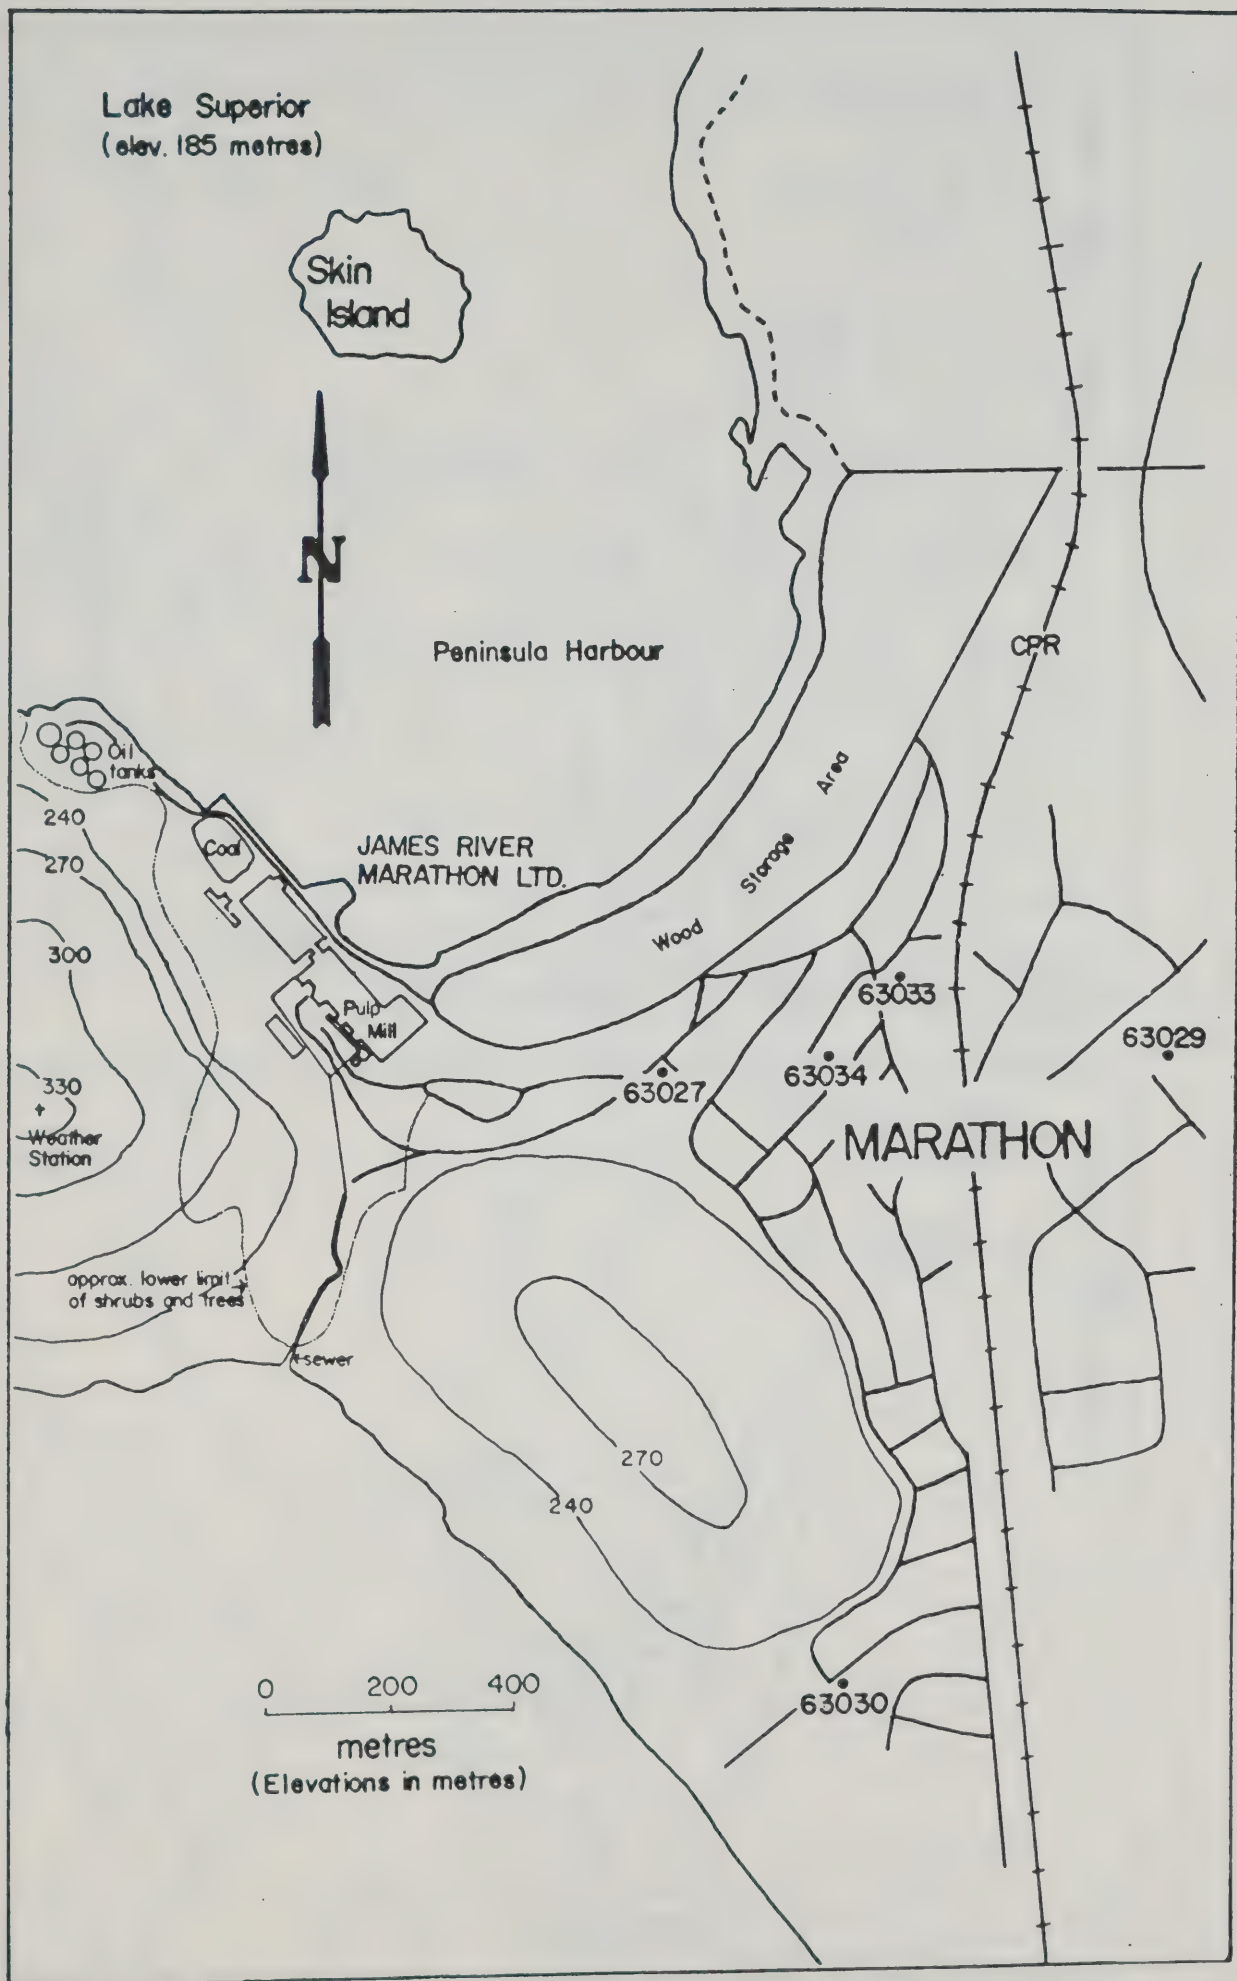 Lake Superior
(elev. 185 metres)
Skin
Island
N
Peninsula Harbour
CPR
Oil
tanks
240
270
Coal
JAMES RIVER
MARATHON LTD.
Wood Storage Area
300
Pulp
Mill
63033
63029
63034
63027
330
Weather
Station
MARATHON
approx. lower limit
of shrubs and trees
sewer
270
240
0 200 400
metres
(Elevations in metres)
63030